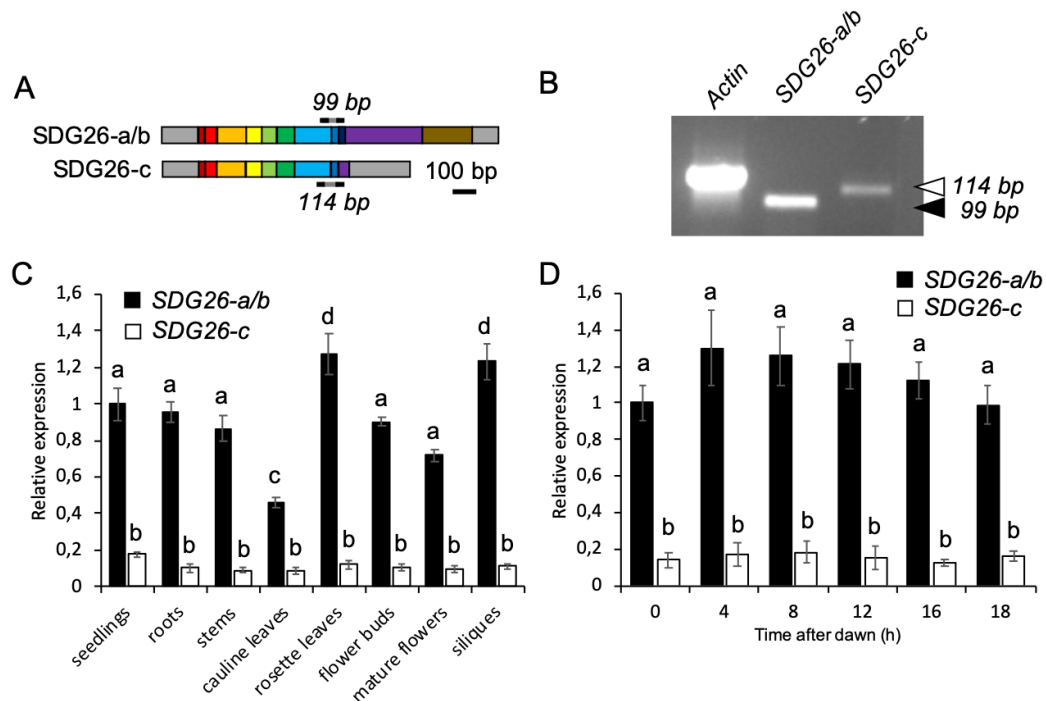 A
99 bp
SDG26-a/b
SDG26-c
100 bp
114 bp
B
Actin
SDG26-a/b
SDG26-c
114 bp
99 bp
C
SDG26-a/b
SDG26-c
Relative expression
1,6
1,4
1,2
1
0,8
0,6
0,4
0,2
0
a
a
a
c
d
a
a
d
b
b
b
b
b
b
b
b
seedlings
roots
stems
cauline leaves
rosette leaves
flower buds
mature flowers
siliques
D
SDG26-a/b
SDG26-c
Relative expression
1,6
1,4
1,2
1
0,8
0,6
0,4
0,2
0
a
a
a
a
a
a
b
b
b
b
b
b
0 4 8 12 16 18
Time after dawn (h)